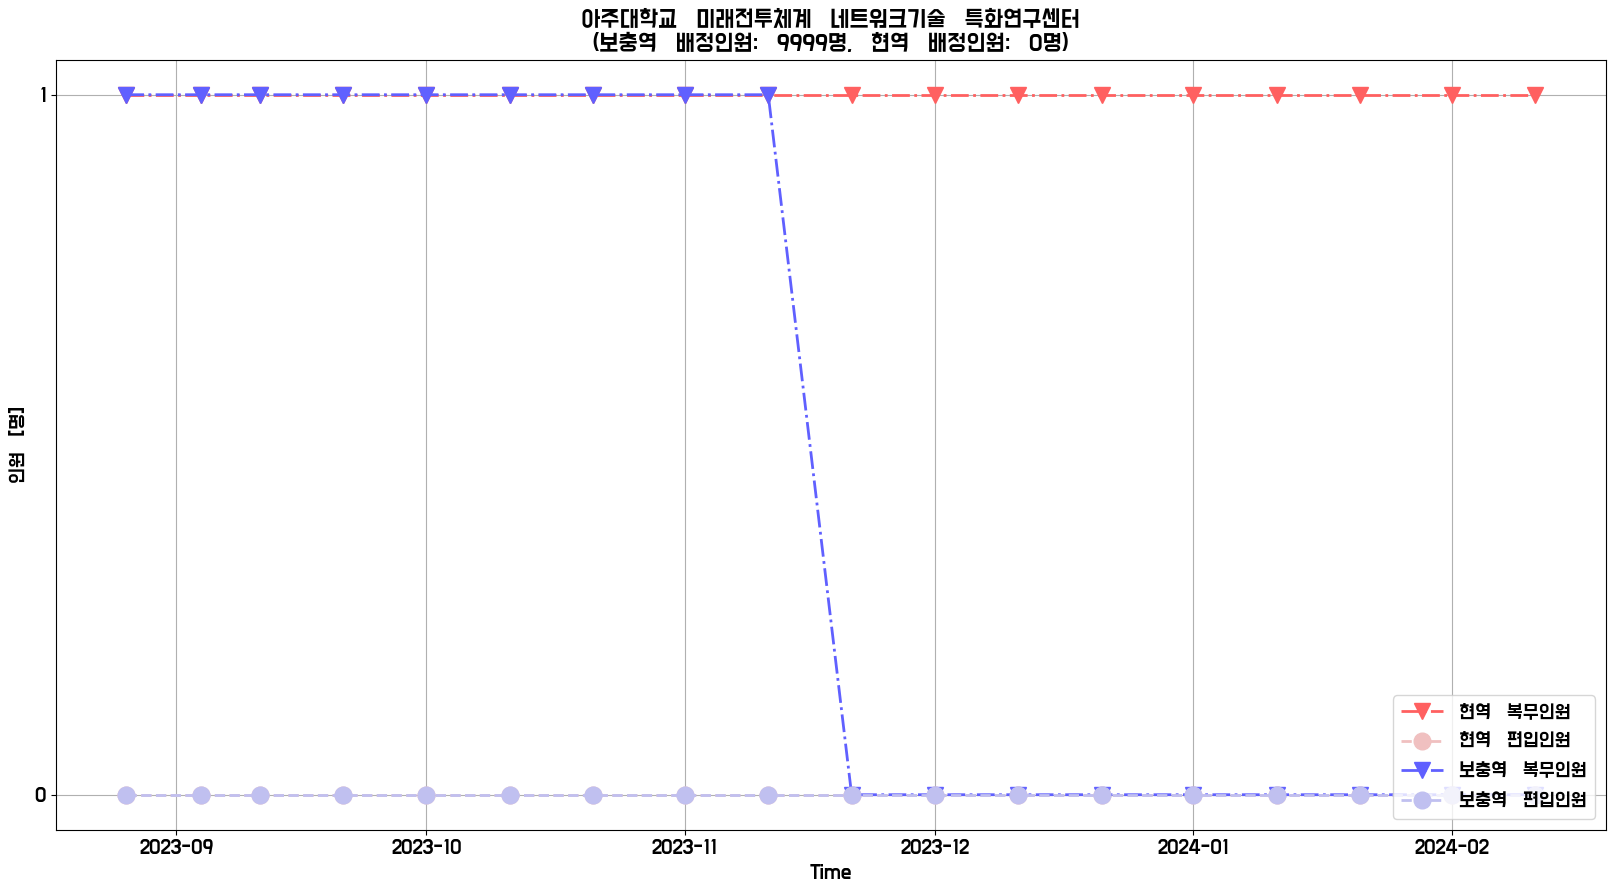 아주대학교 미래전투체계 네트워크기술 특화연구센터
(보충역 배정인원: 9999명, 현역 배정인원: 0명)
1
0
인원 [명]
2023-09 2023-10 2023-11 2023-12 2024-01 2024-02
Time
현역 복무인원
현역 편입인원
보충역 복무인원
보충역 편입인원